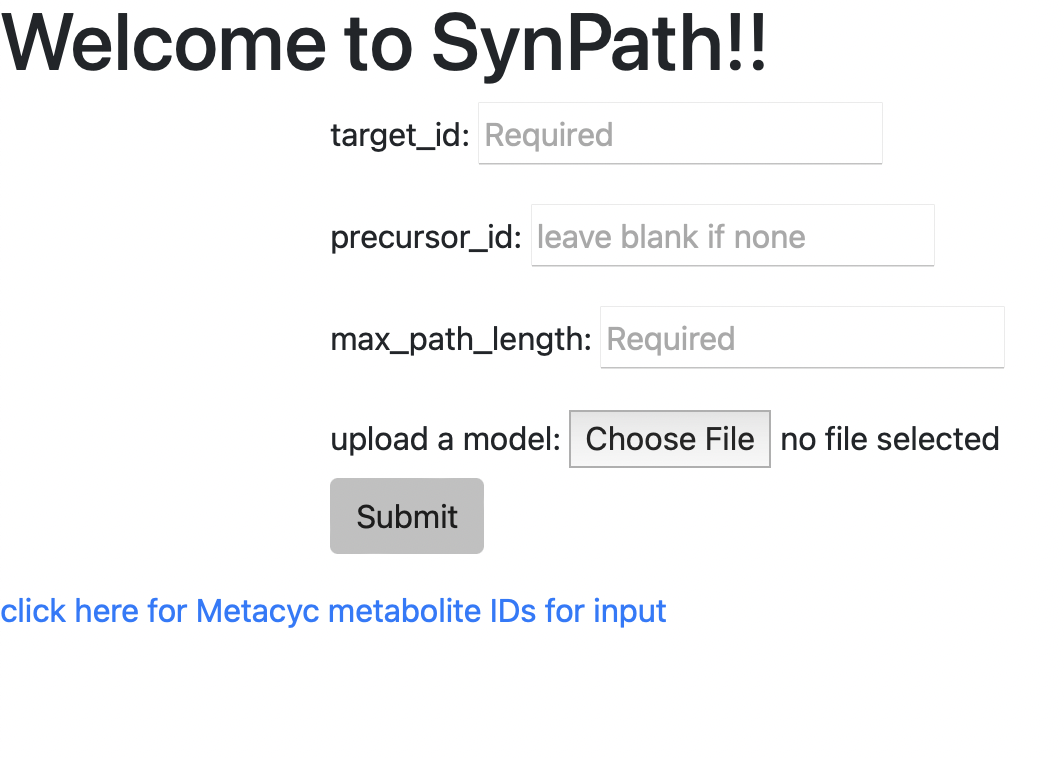 Welcome to SynPath!!
target_id: Required
precursor_id: leave blank if none
max_path_length: Required
upload a model: Choose File no file selected
Submit
click here for Metacyc metabolite IDs for input